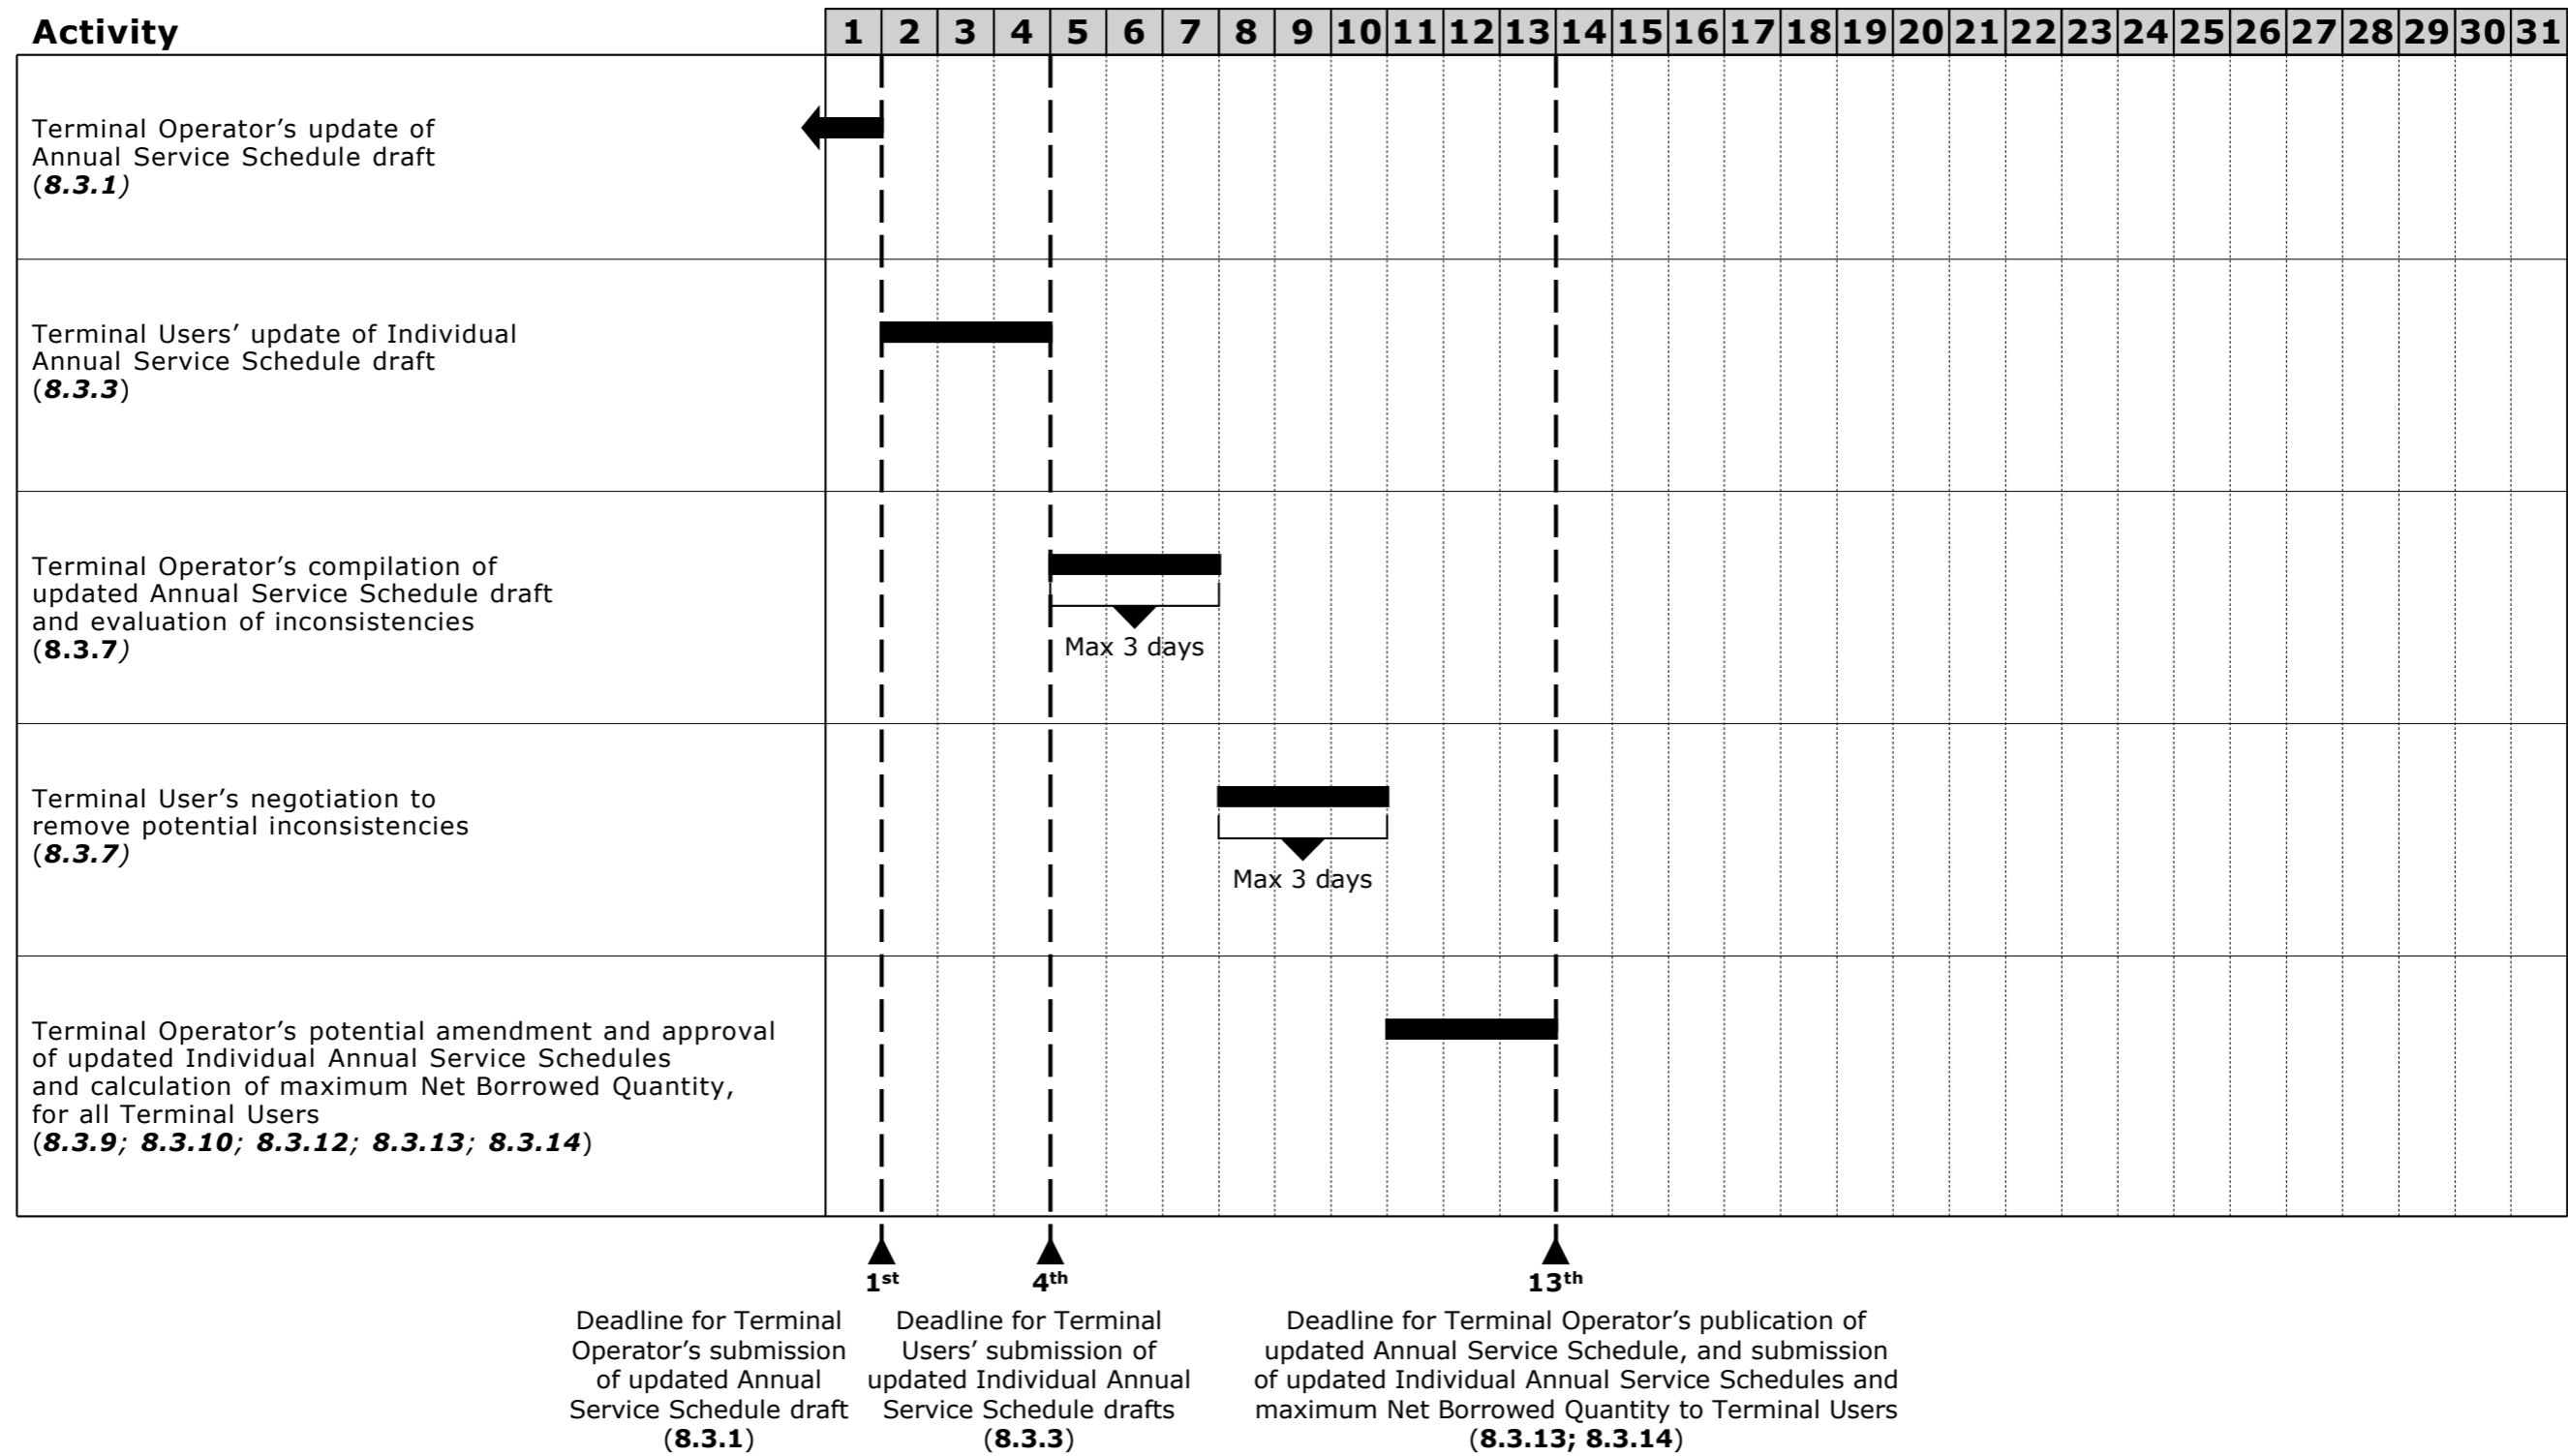 Activity 1 2 3 4 5 6 7 8 9 10 11 12 13 14 15 16 17 18 19 20 21 22 23 24 25 26 27 28 29 30 31
Terminal Operator’s update of
Annual Service Schedule draft
(8.3.1)
Terminal Users’ update of Individual
Annual Service Schedule draft
(8.3.3)
Terminal Operator’s compilation of
updated Annual Service Schedule draft
and evaluation of inconsistencies
(8.3.7)
Max 3 days
Terminal User’s negotiation to
remove potential inconsistencies
(8.3.7)
Max 3 days
Terminal Operator’s potential amendment and approval
of updated Individual Annual Service Schedules
and calculation of maximum Net Borrowed Quantity,
for all Terminal Users
(8.3.9; 8.3.10; 8.3.12; 8.3.13; 8.3.14)
1st
Deadline for Terminal
Operator’s submission
of updated Annual
Service Schedule draft
(8.3.1)
4th
Deadline for Terminal
Users’ submission of
updated Individual Annual
Service Schedule drafts
(8.3.3)
13th
Deadline for Terminal Operator’s publication of
updated Annual Service Schedule, and submission
of updated Individual Annual Service Schedules and
maximum Net Borrowed Quantity to Terminal Users
(8.3.13; 8.3.14)